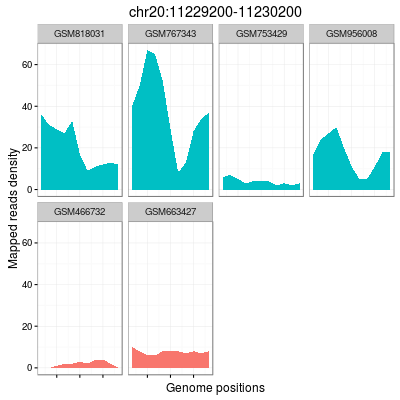 chr20:11229200-11230200
GSM818031 GSM767343 GSM753429 GSM956008
60
40
20
0
Mapped reads density
GSM466732 GSM663427
60
40
20
0
Genome positions